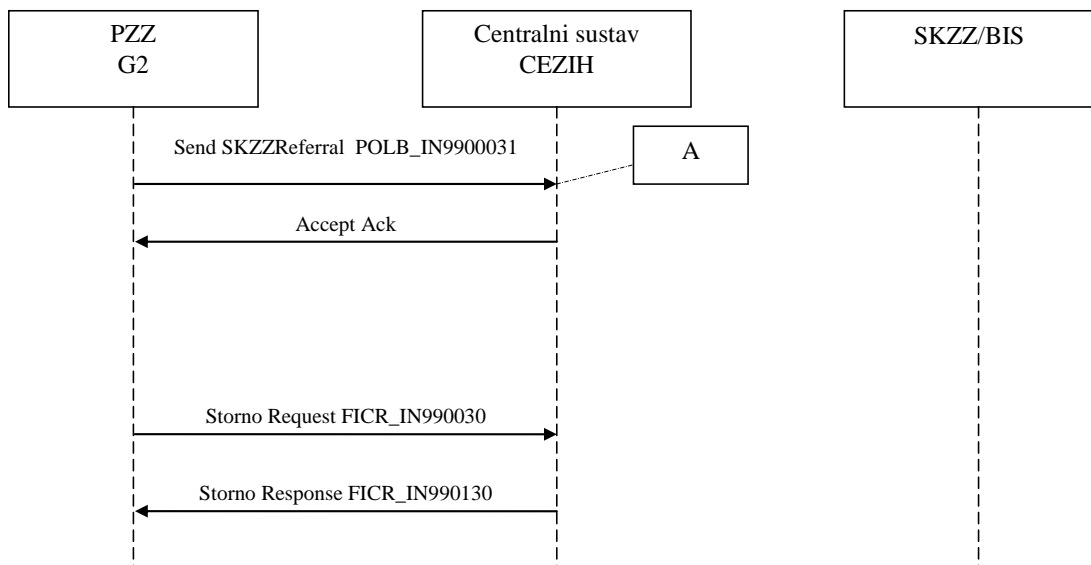 PZZ
G2
Centralni sustav
CEZIH
SKZZ/BIS
Send SKZZReferral POLB_IN9900031
A
Accept Ack
Storno Request FICR_IN990030
Storno Response FICR_IN990130